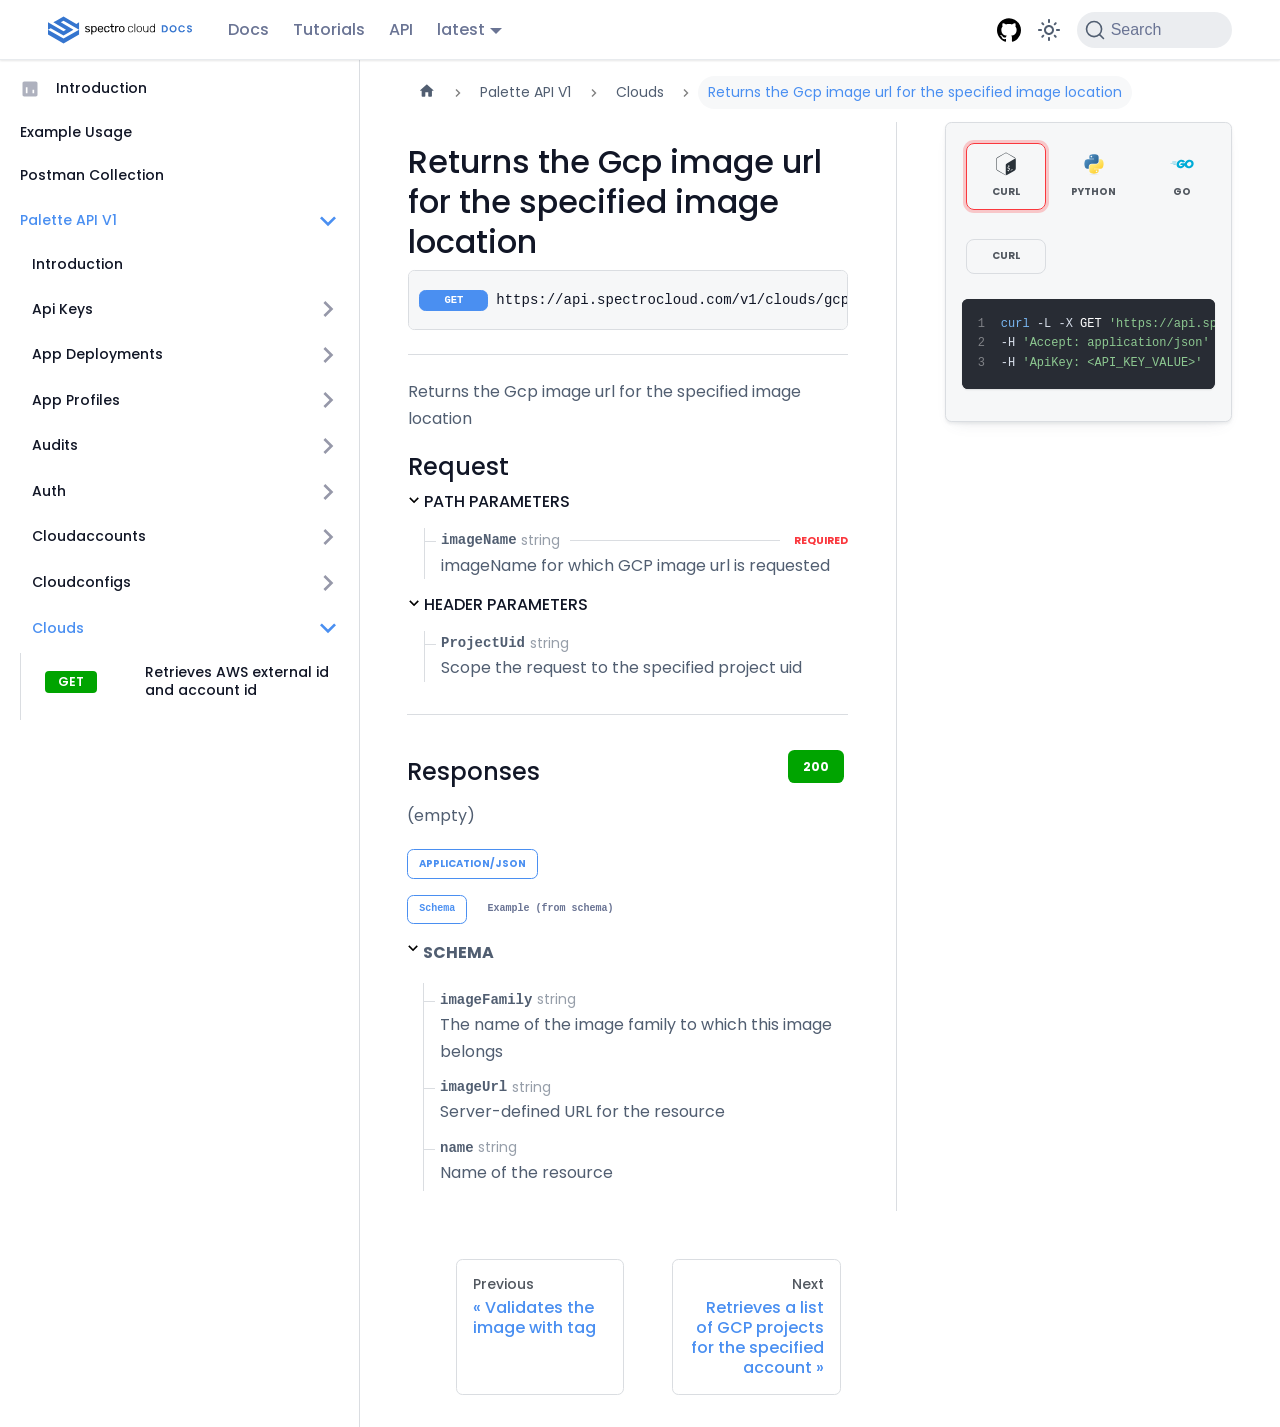 spectro cloud DOCS
Docs
Tutorials
API
latest
Search
Introduction
Example Usage
Postman Collection
Palette API V1
Introduction
Api Keys
App Deployments
App Profiles
Audits
Auth
Cloudaccounts
Cloudconfigs
Clouds
GET
Retrieves AWS external id
and account id
Palette API V1
Clouds
Returns the Gcp image url for the specified image location
Returns the Gcp image url
for the specified image
location
GET
https://api.spectrocloud.com/v1/clouds/gcp
Returns the Gcp image url for the specified image
location
Request
PATH PARAMETERS
imageName string
REQUIRED
imageName for which GCP image url is requested
HEADER PARAMETERS
ProjectUid string
Scope the request to the specified project uid
Responses
200
(empty)
APPLICATION/JSON
Schema
Example (from schema)
SCHEMA
imageFamily string
The name of the image family to which this image
belongs
imageUrl string
Server-defined URL for the resource
name string
Name of the resource
CURL
PYTHON
GO
GO
CURL
1 curl -L -X GET 'https://api.sp
2 -H 'Accept: application/json'
3 -H 'ApiKey: <API_KEY_VALUE>'
Previous
« Validates the
image with tag
Next
Retrieves a list
of GCP projects
for the specified
account »